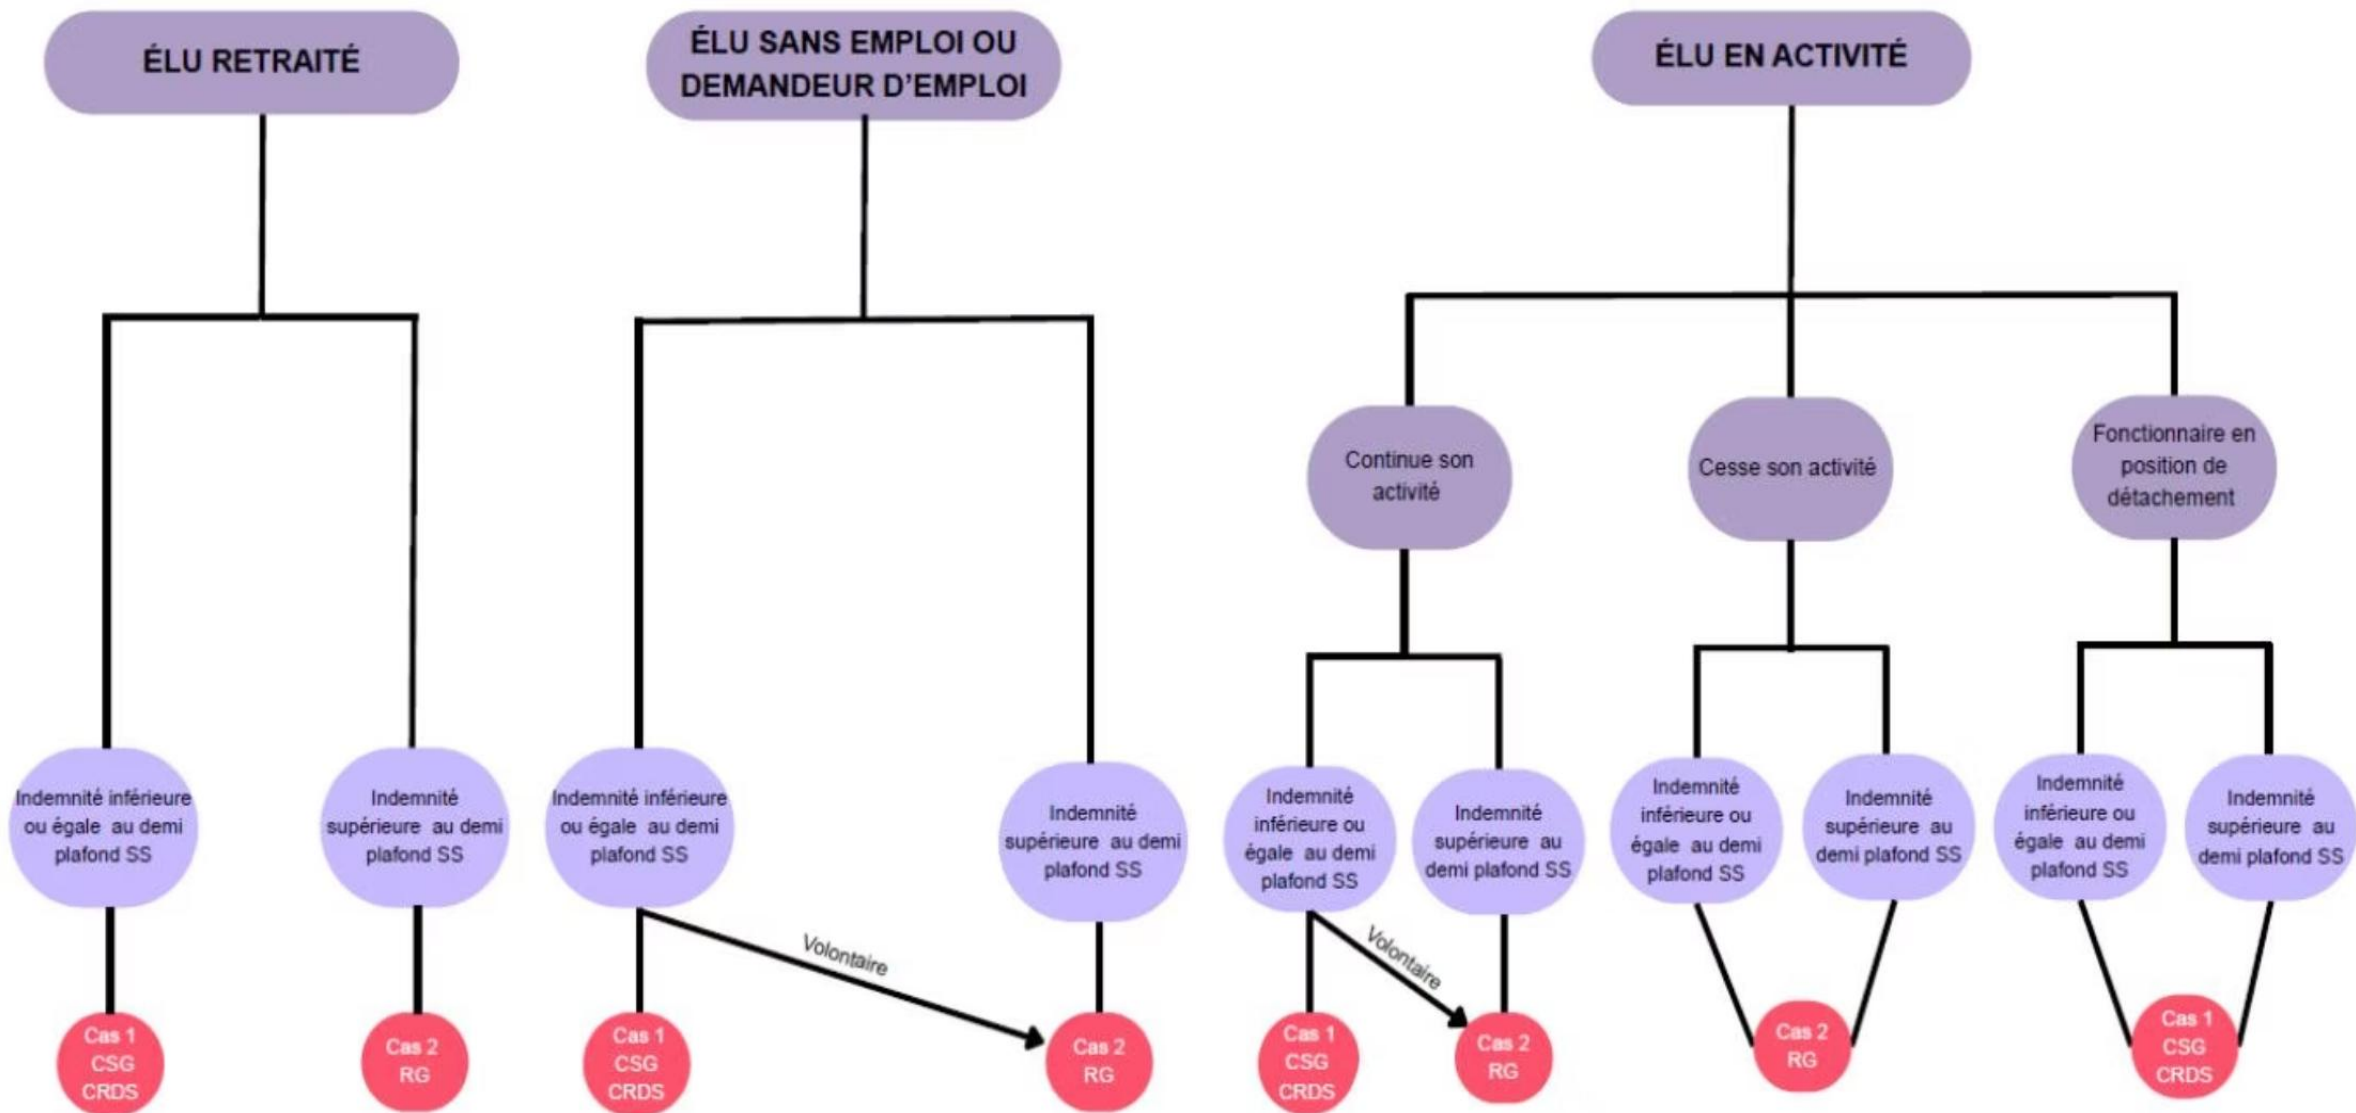 ÉLU RETRAITÉ
ÉLU SANS EMPLOI OU
DEMANDEUR D'EMPLOI
ÉLU EN ACTIVITÉ
Continue son
activité
Cesse son activité
Fonctionnaire en
position de
détachement
Indemnité inférieure
ou égale au demi
plafond SS
Indemnité
supérieure au demi
plafond SS
Indemnité inférieure
ou égale au demi
plafond SS
Indemnité
supérieure au demi
plafond SS
Indemnité
inférieure ou
égale au demi
plafond SS
Indemnité
supérieure au
demi plafond SS
Indemnité
inférieure ou
égale au demi
plafond SS
Indemnité
supérieure au
demi plafond SS
Indemnité
inférieure ou
égale au demi
plafond SS
Indemnité
supérieure au
demi plafond SS
Volontaire
Volontaire
Cas 1
CSG
CRDS
Cas 2
RG
Cas 1
CSG
CRDS
Cas 2
RG
Cas 1
CSG
CRDS
Cas 2
RG
Cas 2
RG
Cas 1
CSG
CRDS